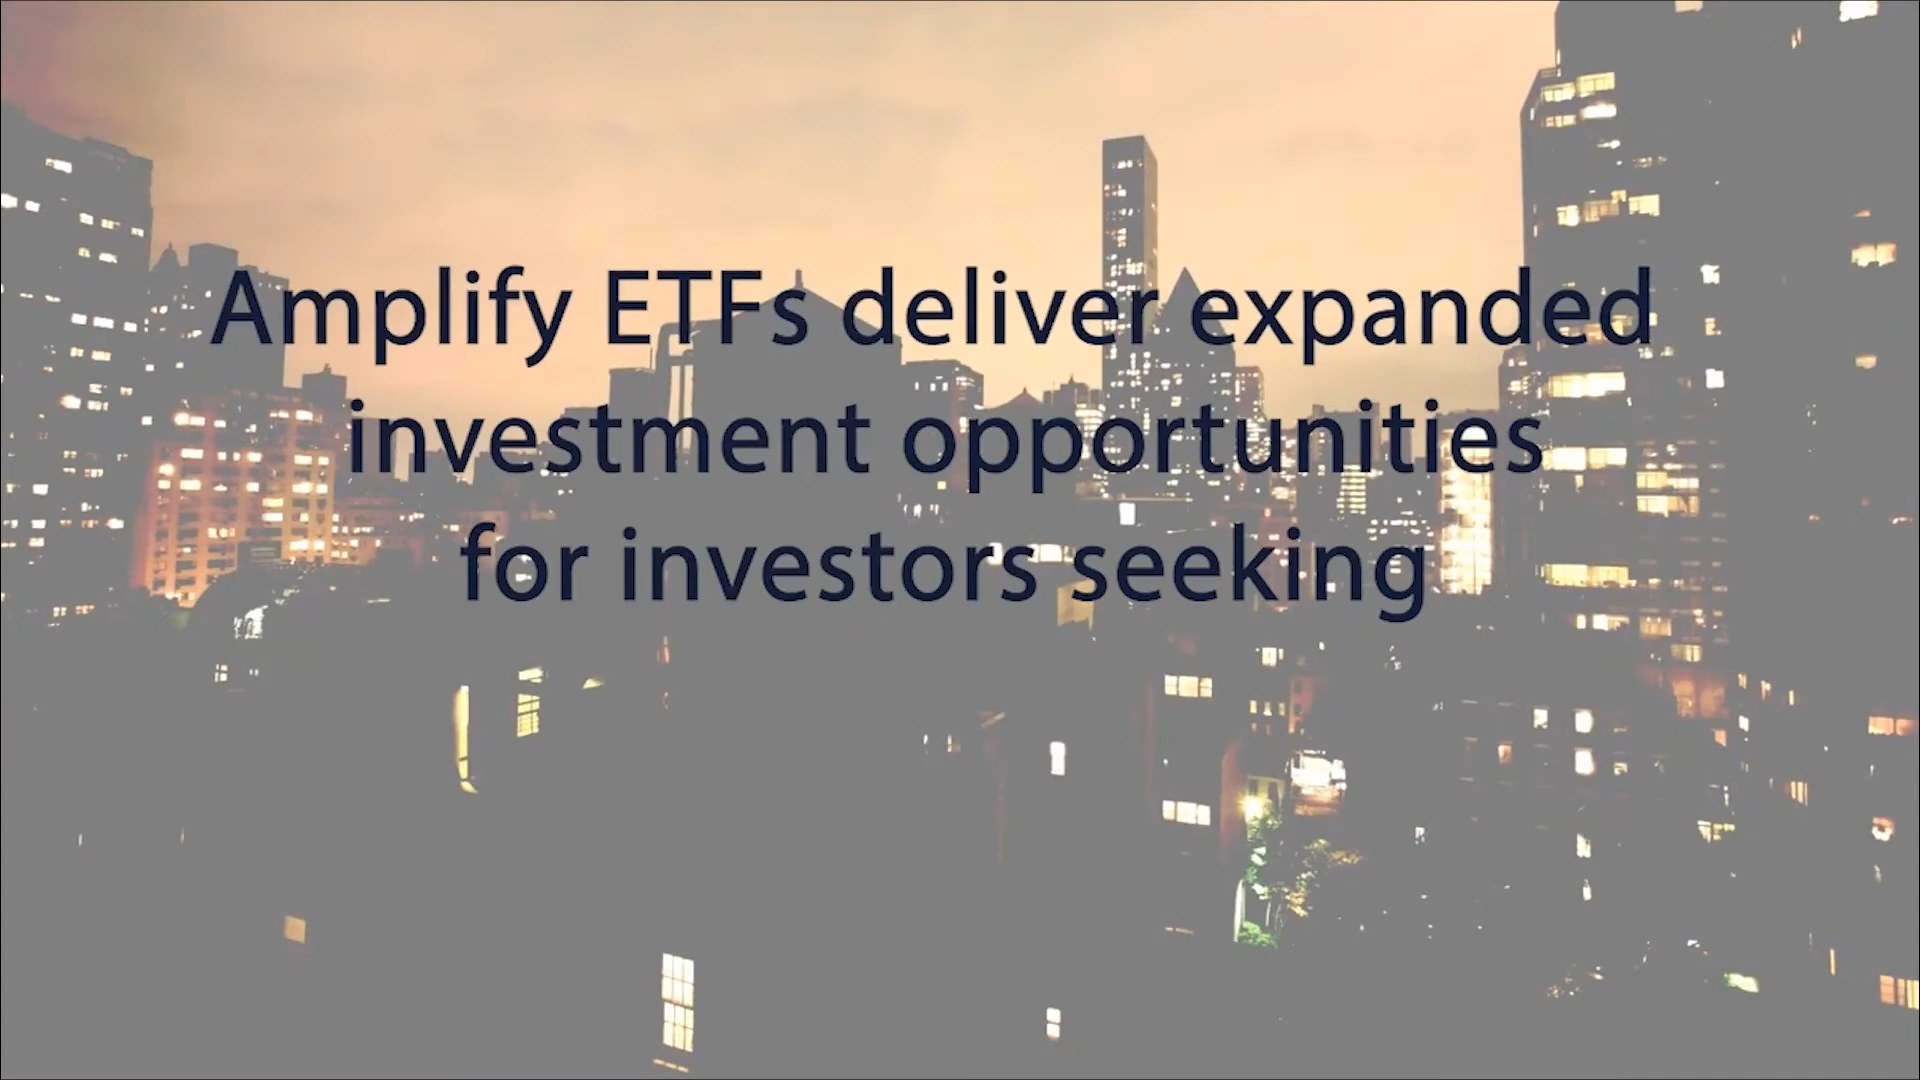 Amplify ETFs deliver expanded
investment opportunities
for investors seeking